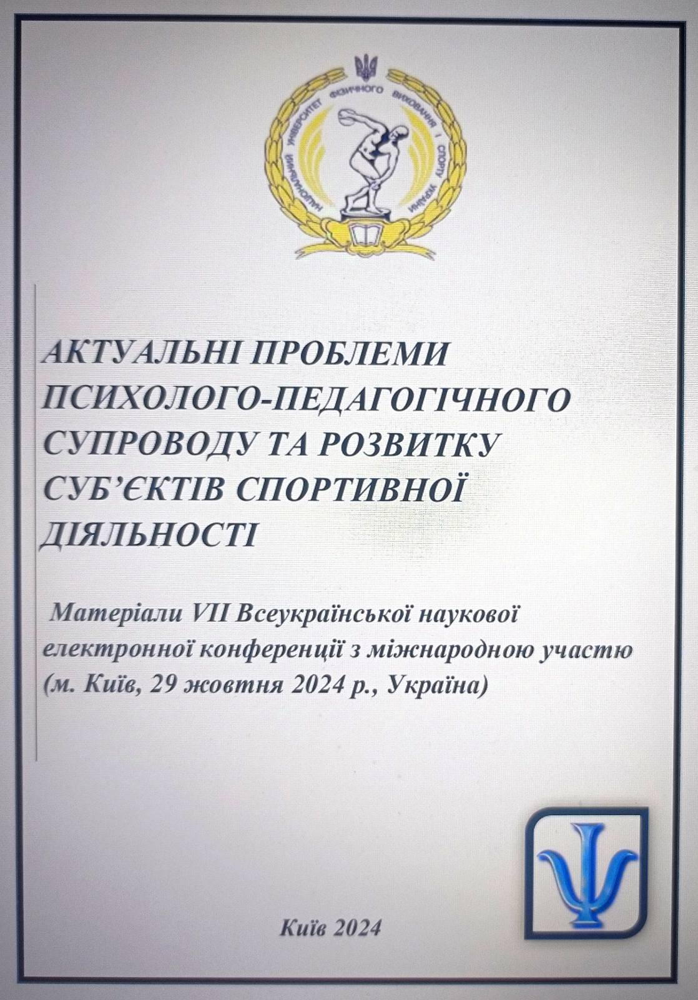 НАЦІОНАЛЬНИЙ УНІВЕРСИТЕТ ФІЗИЧНОГО ВИХОВАННЯ І СПОРТУ УКРАЇНИ
АКТУАЛЬНІ ПРОБЛЕМИ
ПСИХОЛОГО-ПЕДАГОГІЧНОГО
СУПРОВОДУ ТА РОЗВИТКУ
СУБ’ЄКТІВ СПОРТИВНОЇ
ДІЯЛЬНОСТІ
Матеріали VII Всеукраїнської наукової
електронної конференції з міжнародною участю
(м. Київ, 29 жовтня 2024 р., Україна)
Київ 2024